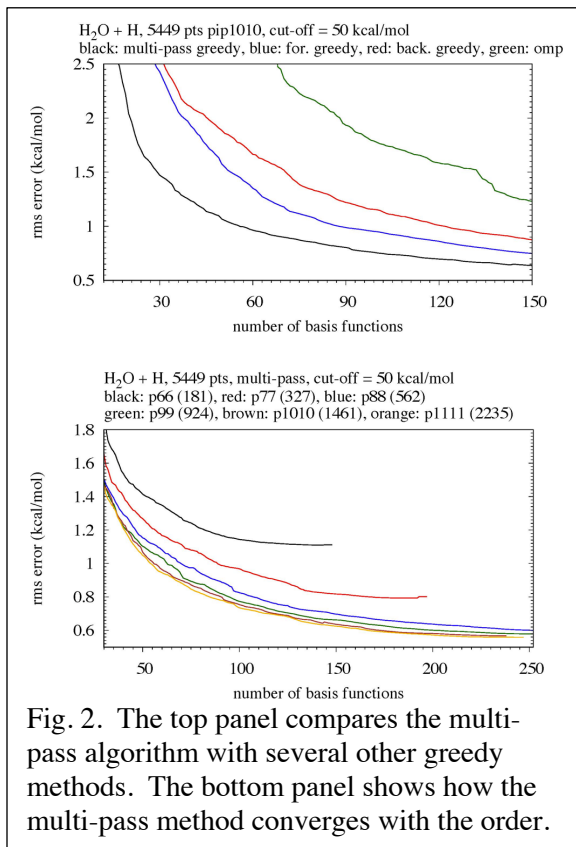 H₂O + H, 5449 pts pip1010, cut-off = 50 kcal/mol
black: multi-pass greedy, blue: for. greedy, red: back. greedy, green: omp
2.5
2
1.5
1
0.5
rms error (kcal/mol)
30 60 90 120 150
number of basis functions
H₂O + H, 5449 pts, multi-pass, cut-off = 50 kcal/mol
black: p66 (181), red: p77 (327), blue: p88 (562)
green: p99 (924), brown: p1010 (1461), orange: p1111 (2235)
1.8
1.6
1.4
1.2
1
0.8
0.6
rms error (kcal/mol)
50 100 150 200 250
number of basis functions
Fig. 2. The top panel compares the multi-
pass algorithm with several other greedy
methods. The bottom panel shows how the
multi-pass method converges with the order.